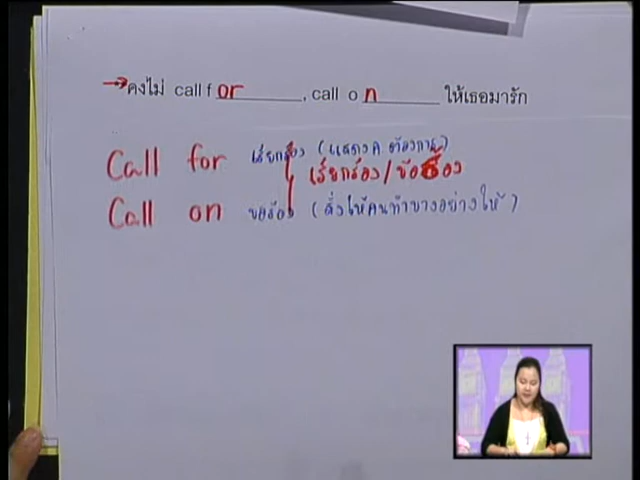 →คงไม่ call for, call on ให้เธอมารัก
Call for เรียกร้อง (แสดงค ต้องการ)
เรียกร้อง/ข้อร้อง
Call on ขอร้อง (สั่งให้คนทำบางอย่างให้)